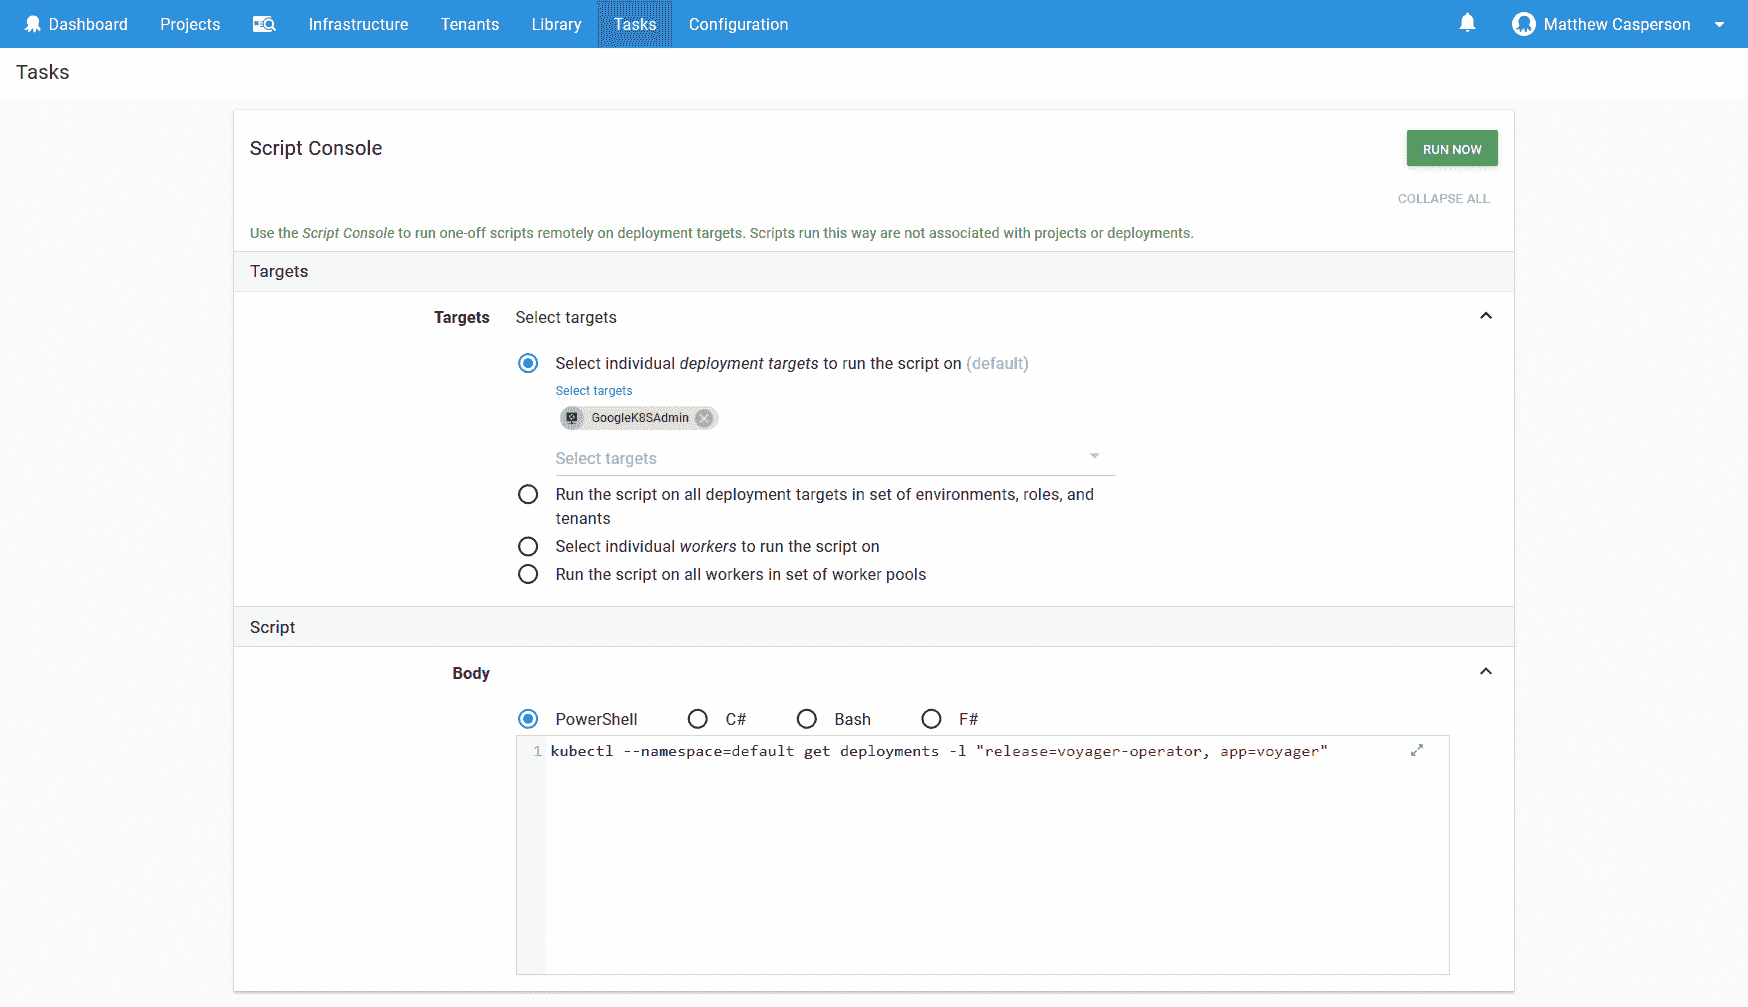 Dashboard Projects Infrastructure Tenants Library Tasks Configuration Matthew Casperson
Tasks
Script Console
RUN NOW
COLLAPSE ALL
Use the Script Console to run one-off scripts remotely on deployment targets. Scripts run this way are not associated with projects or deployments.
Targets
Targets Select targets
Select individual deployment targets to run the script on (default)
Select targets
GoogleK8SAdmin
Select targets
Run the script on all deployment targets in set of environments, roles, and
tenants
Select individual workers to run the script on
Run the script on all workers in set of worker pools
Script
Body
PowerShell C# Bash F#
1 kubectl --namespace=default get deployments -l "release=voyager-operator, app=voyager"